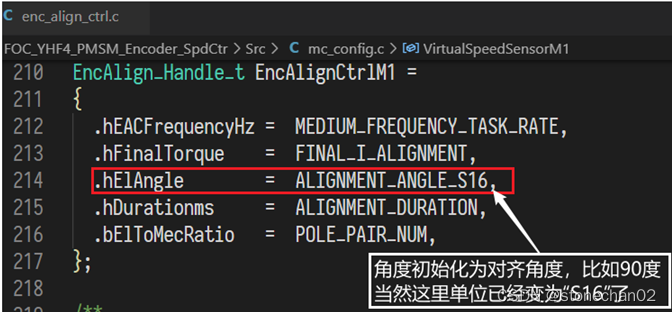 enc_align_ctrl.c
FOC_YHF4_PMSM_Encoder_SpdCtr > Src > C mc_config.c > VirtualSpeedSensorM1
210 EncAlign_Handle_t EncAlignCtrlM1 =
211 {
212 .hEACFrequencyHz = MEDIUM_FREQUENCY_TASK_RATE,
213 .hFinalTorque = FINAL_I_ALIGNMENT,
214 .hElAngle = ALIGNMENT_ANGLE_S16,
215 .hDurationms = ALIGNMENT_DURATION,
216 .bElToMecRatio = POLE_PAIR_NUM,
217 };
218
/**
角度初始化为对齐角度，比如90度
当然这里单位已经变为“S16”了
CSDN @stonechan02